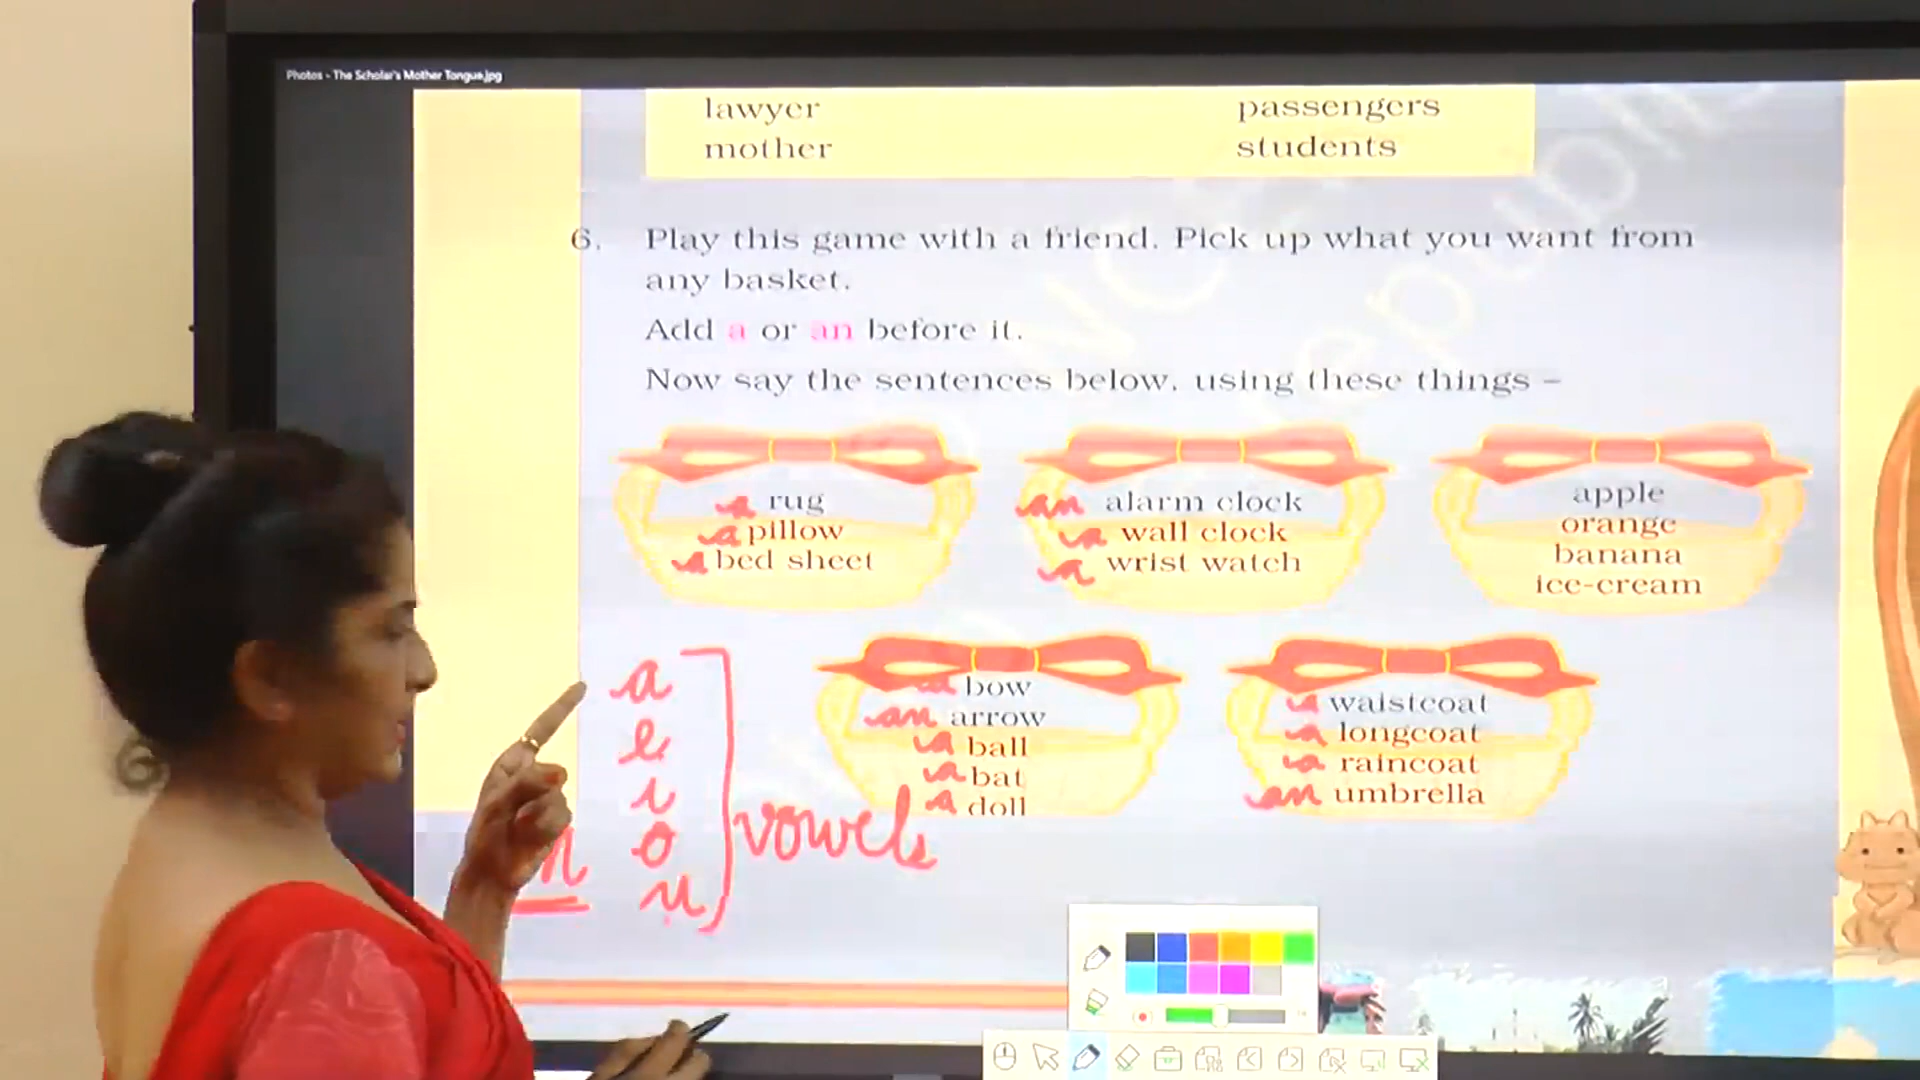 Photos - The Scholar's Mother Tongue.jpg
lawyer passengers
mother students
6. Play this game with a friend. Pick up what you want from
any basket.
Add a or an before it.
Now say the sentences below, using these things –
a rug
a pillow
a bed sheet
an alarm clock
a wall clock
a wrist watch
apple
orange
banana
ice-cream
a bow
an arrow
a ball
a bat
a doll
a waistcoat
a longcoat
a raincoat
an umbrella
a
e
i
o
u
vowels